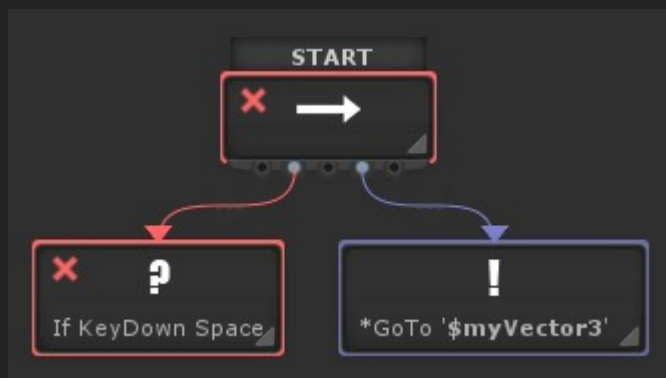 START
?
If KeyDown Space
!
*GoTo '$myVector3'